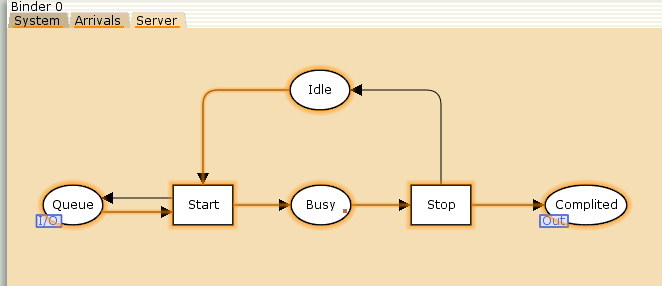 Binder 0
System Arrivals Server
Idle
Queue Start Busy Stop Complited
I/O Out